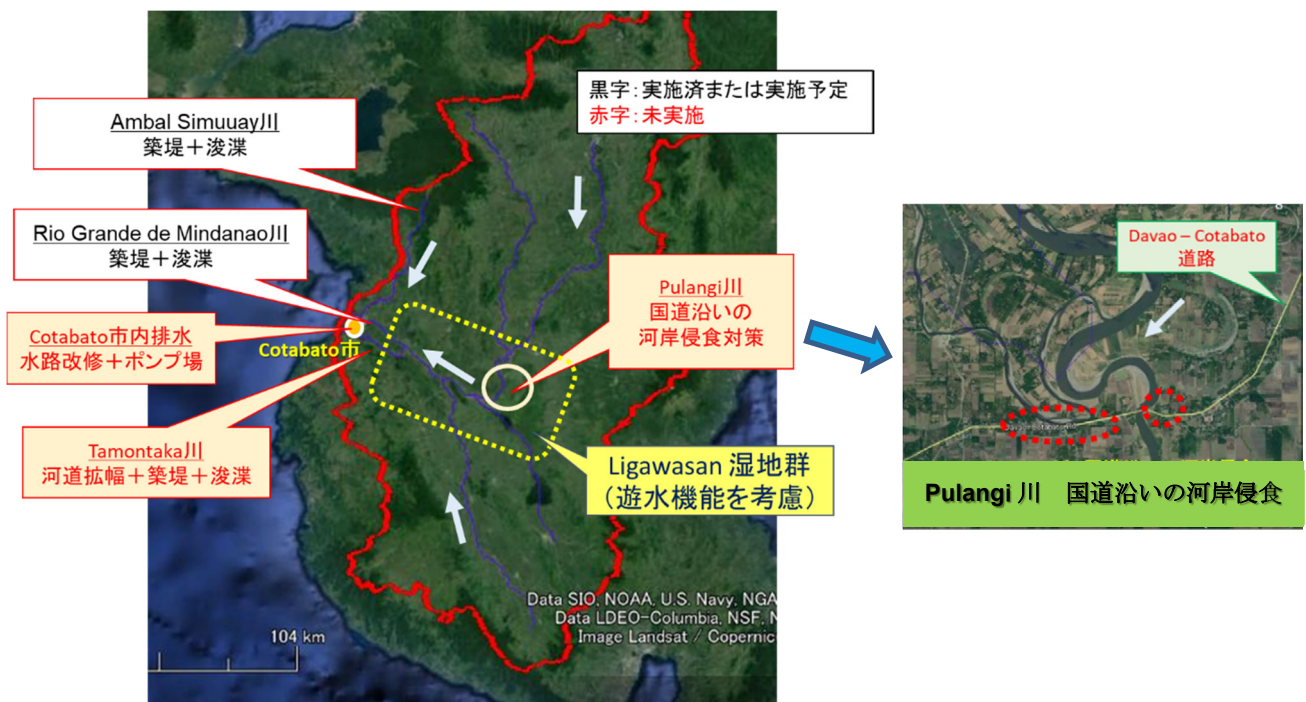 黒字：実施済または実施予定
赤字：未実施
Ambal Simuuay川
築堤＋浚渫
Rio Grande de Mindanao川
築堤＋浚渫
Cotabato市内排水
水路改修＋ポンプ場
Cotabato市
Tamontaka川
河道拡幅＋築堤＋浚渫
Pulangi川
国道沿いの
河岸侵食対策
Ligawasan 湿地群
（遊水機能を考慮）
Data SIO, NOAA, U.S. Navy, NGA
Data LDEO-Columbia, NSF, N
Image Landsat / Copernic
104 km
Davao – Cotabato
道路
Pulangi 川　国道沿いの河岸侵食